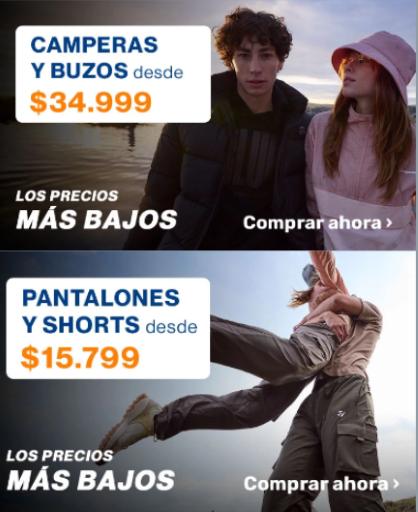 CAMPERAS
Y BUZOS desde
$34.999
LOS PRECIOS
MÁS BAJOS
Comprar ahora ›
PANTALONES
Y SHORTS desde
$15.799
LOS PRECIOS
MÁS BAJOS
Comprar ahora ›